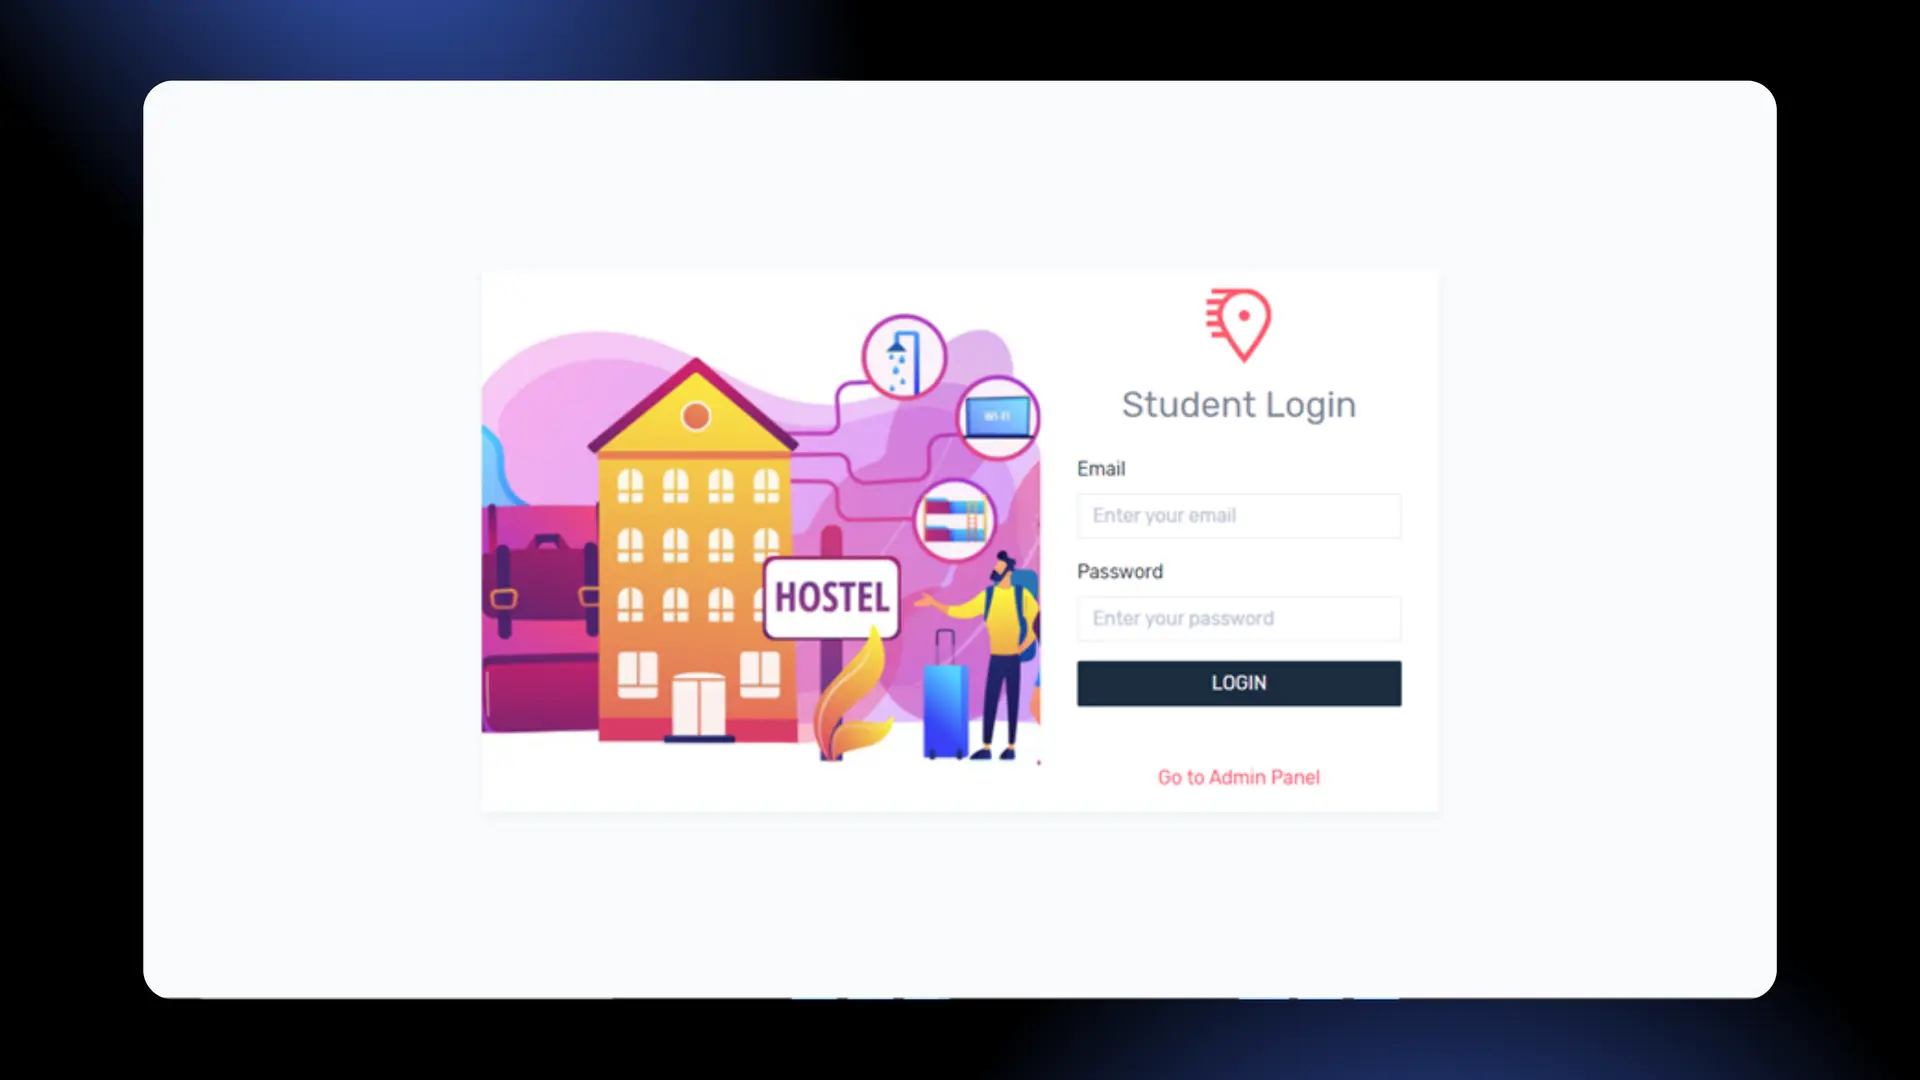 WI-FI
HOSTEL
Student Login
Email
Enter your email
Password
Enter your password
LOGIN
Go to Admin Panel